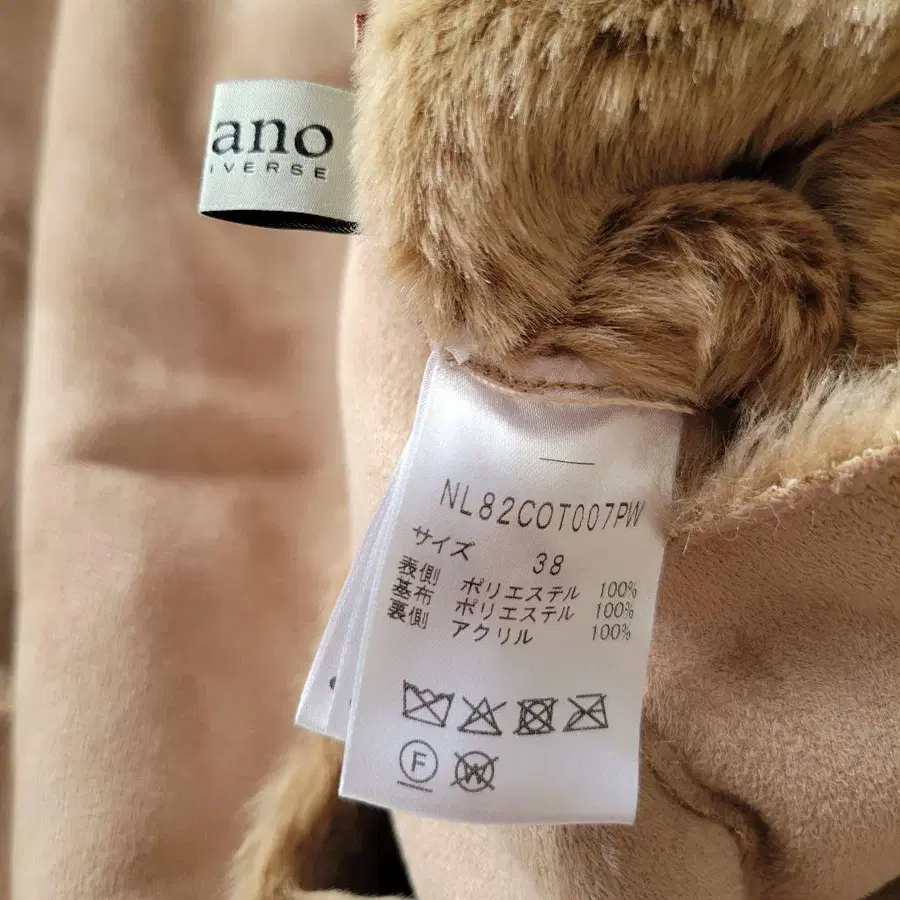 ano
IVERSE
NL82COT007PW
サイズ 38
表側 ポリエステル 100%
基布 ポリエステル 100%
裏側 アクリル 100%
F W